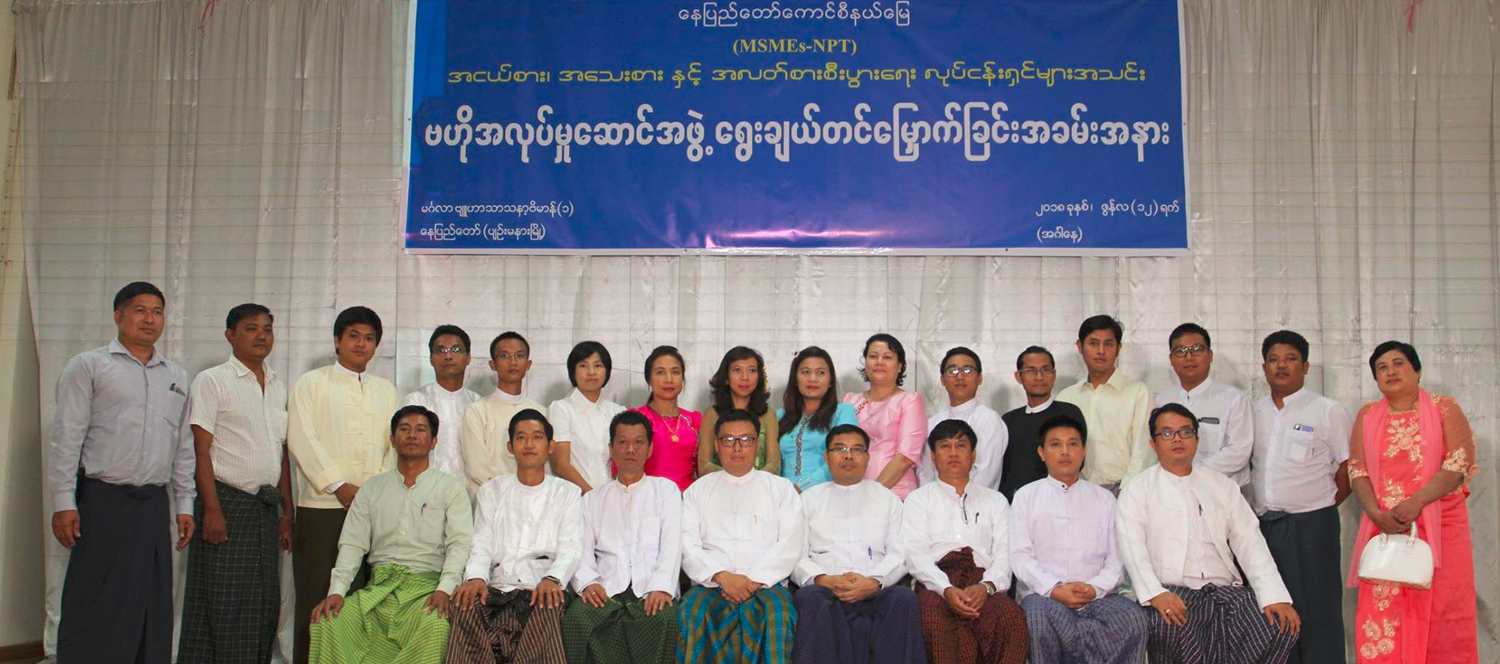 နေပြည်တော်ကောင်စီနယ်မြေ
(MSMEs-NPT)
အငယ်စား၊ အသေးစား နှင့် အလတ်စားစီးပွားရေး လုပ်ငန်းရှင်များအသင်း
ဗဟိုအလုပ်မှုဆောင်အဖွဲ့ ရွေးချယ်တင်မြှောက်ခြင်းအခမ်းအနား
မင်္ဂလာဗျူဟာသာသနာ့ဗိမာန်(၁)
နေပြည်တော်(ပျဉ်းမနားမြို့)
၂၀၁၈ ခုနှစ်၊ ဇွန်လ (၁၂) ရက်
(အင်္ဂါနေ့)